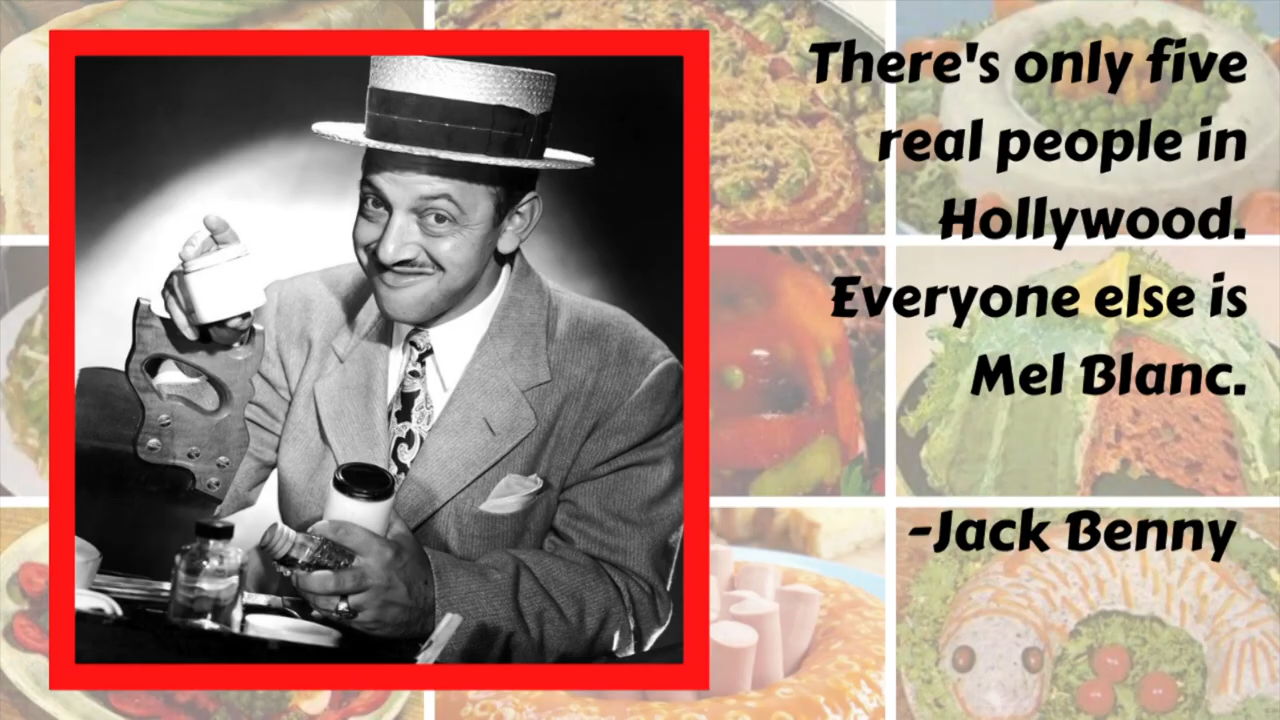 There's only five
real people in
Hollywood.
Everyone else is
Mel Blanc.
-Jack Benny